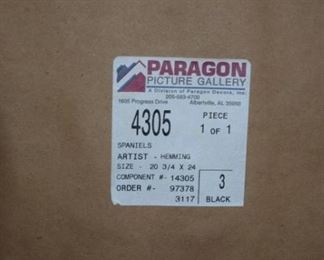 PARAGON
PICTURE GALLERY
A Division of Paragon Decors, Inc.
205-593-4700
1605 Progress Drive Albertville, AL 35950
4305 PIECE
1 OF 1
SPANIELS
ARTIST - HEMMING
SIZE - 20 3/4 X 24
COMPONENT #- 14305 3
ORDER #- 97378
3117 BLACK